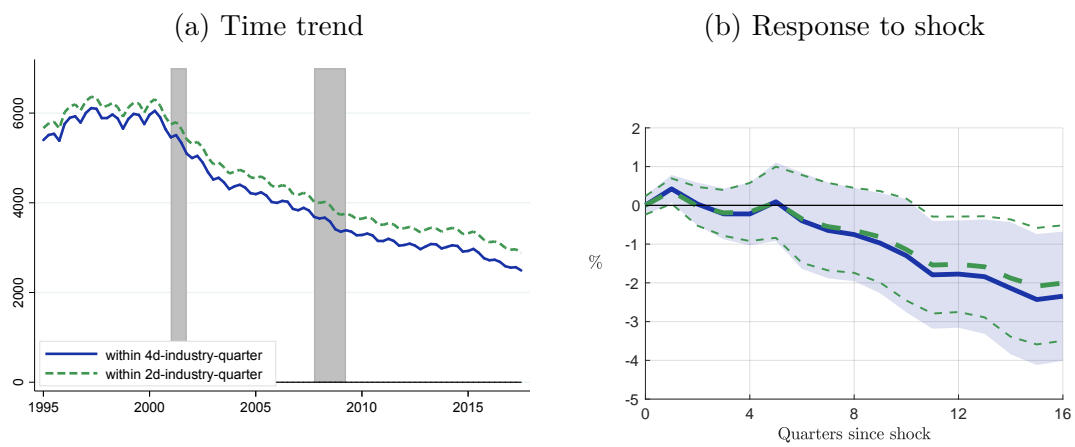 (a) Time trend
6000
4000
2000
0
within 4d-industry-quarter
within 2d-industry-quarter
1995 2000 2005 2010 2015
(b) Response to shock
2
1
0
-1
-2
-3
-4
-5
%
0 4 8 12 16
Quarters since shock